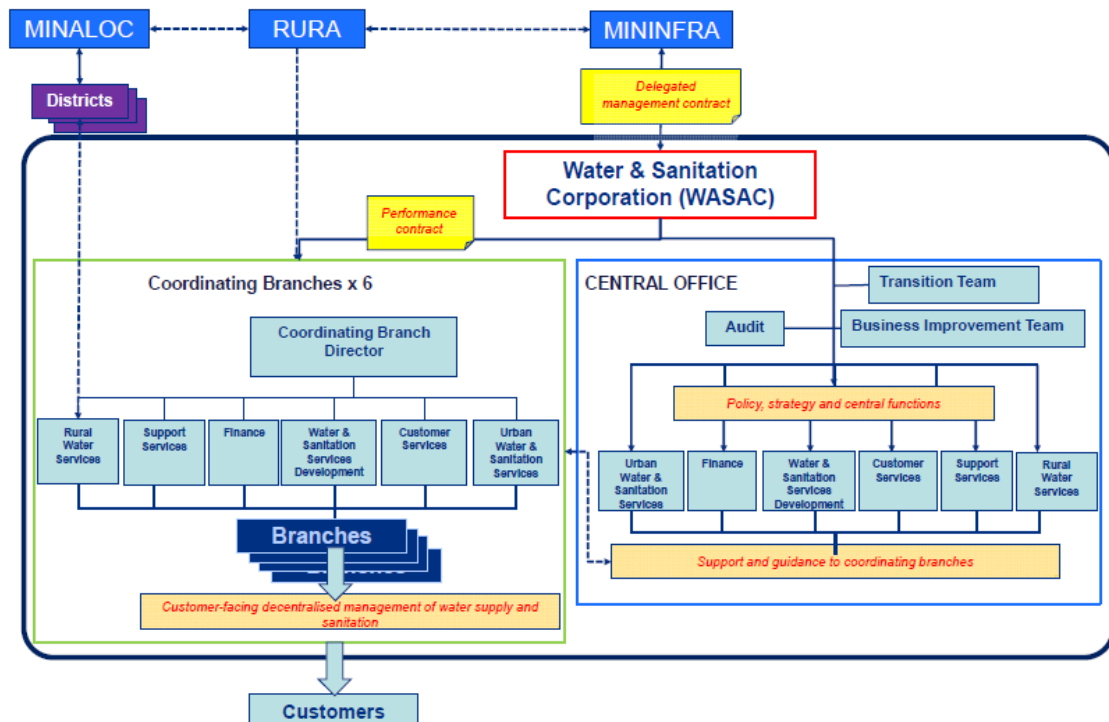 MINALOC
RURA
MININFRA
Delegated
management contract
Districts
Water & Sanitation
Corporation (WASAC)
Performance
contract
Coordinating Branches x 6
Coordinating Branch
Director
Rural
Water
Services
Support
Services
Finance
Water &
Sanitation
Services
Development
Customer
Services
Urban
Water &
Sanitation
Services
Branches
Customer-facing decentralised management of water supply and
sanitation
Customers
CENTRAL OFFICE
Transition Team
Audit
Business Improvement Team
Policy, strategy and central functions
Urban
Water &
Sanitation
Services
Finance
Water &
Sanitation
Services
Development
Customer
Services
Support
Services
Rural
Water
Services
Support and guidance to coordinating branches